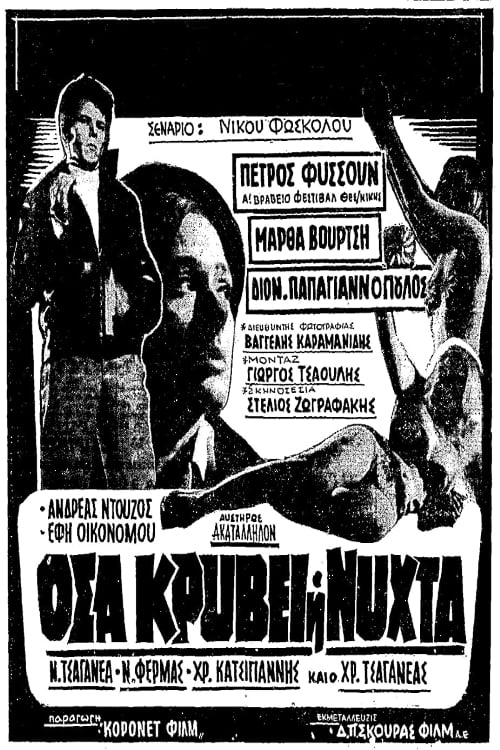 ΣΕΝΑΡΙΟ: ΝΙΚΟΥ ΦΩΣΚΟΛΟΥ
ΠΕΤΡΟΣ ΦΥΣΣΟΥΝ
Α! ΒΡΑΒΕΙΟ ΦΕΣΤΙΒΑΛ ΘΕΣ/ΝΙΚΗΣ
ΜΑΡΘΑ ΒΟΥΡΤΣΗ
ΔΙΟΝ. ΠΑΠΑΓΙΑΝΝΟΠΟΥΛΟΣ
*ΔΙΕΥΘΥΝΤΗΣ ΦΩΤΟΓΡΑΦΙΑΣ
ΒΑΓΓΕΛΗΣ ΚΑΡΑΜΑΝΙΔΗΣ
*ΜΟΝΤΑΖ
ΓΙΩΡΓΟΣ ΤΣΑΟΥΛΗΣ
*ΣΚΗΝΟΘΕΣΙΑ
ΣΤΕΛΙΟΣ ΖΩΓΡΑΦΑΚΗΣ
• ΑΝΔΡΕΑΣ ΝΤΟΥΖΟΣ
• ΕΦΗ ΟΙΚΟΝΟΜΟΥ
ΑΥΣΤΗΡΩΣ
ΑΚΑΤΑΛΛΗΛΟΝ
ΟΣΑ ΚΡΥΒΕΙ ἡ ΝΥΧΤΑ
Ν. ΤΣΑΓΑΝΕΑ • Ν. ΦΕΡΜΑΣ • ΧΡ. ΚΑΤΣΙΓΙΑΝΝΗΣ ΚΑΙ Ο ΧΡ. ΤΣΑΓΑΝΕΑΣ
ΠΑΡΑΓΩΓΗ
"ΚΟΡΟΝΕΤ ΦΙΛΜ"
ΕΚΜΕΤΑΛΛΕΥΣΙΣ
• Δ.Π.ΣΚΟΥΡΑΣ ΦΙΛΜ Α.Ε